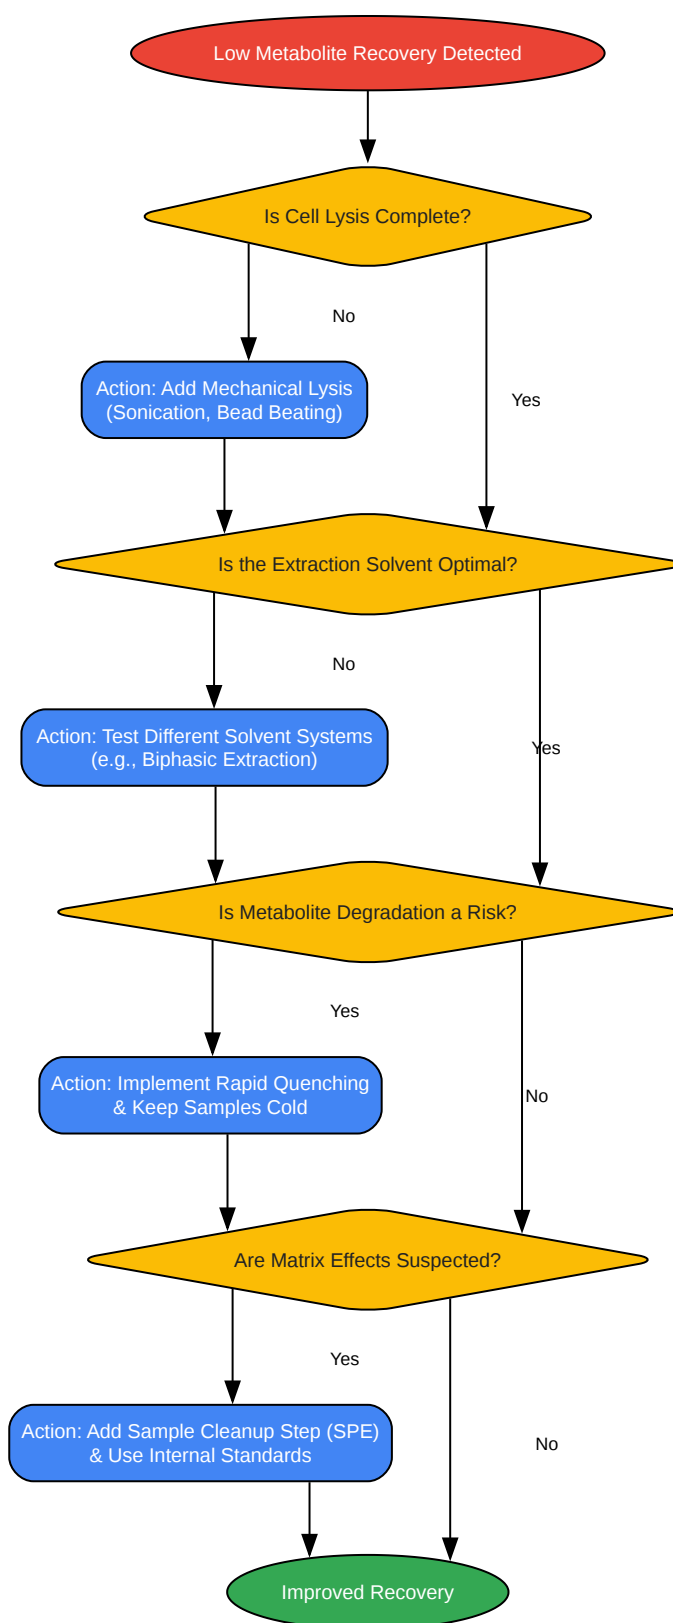 Low Metabolite Recovery Detected
Is Cell Lysis Complete?
No
Action: Add Mechanical Lysis
(Sonication, Bead Beating)
Yes
Is the Extraction Solvent Optimal?
No
Action: Test Different Solvent Systems
(e.g., Biphasic Extraction)
Yes
Is Metabolite Degradation a Risk?
Yes
Action: Implement Rapid Quenching
& Keep Samples Cold
No
Are Matrix Effects Suspected?
Yes
Action: Add Sample Cleanup Step (SPE)
& Use Internal Standards
No
Improved Recovery